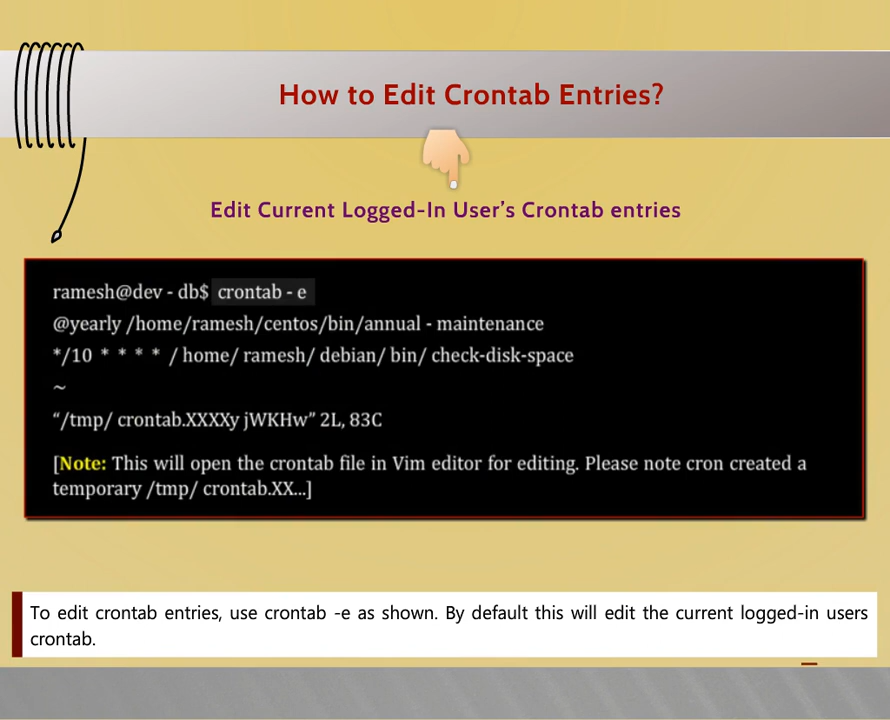 How to Edit Crontab Entries?
Edit Current Logged-In User’s Crontab entries
ramesh@dev - db$ crontab - e
@yearly /home/ramesh/centos/bin/annual - maintenance
*/10 * * * * / home/ ramesh/ debian/ bin/ check-disk-space
~
“/tmp/ crontab.XXXXy jWKHw” 2L, 83C
[Note: This will open the crontab file in Vim editor for editing. Please note cron created a
temporary /tmp/ crontab.XX...]
To edit crontab entries, use crontab -e as shown. By default this will edit the current logged-in users
crontab.